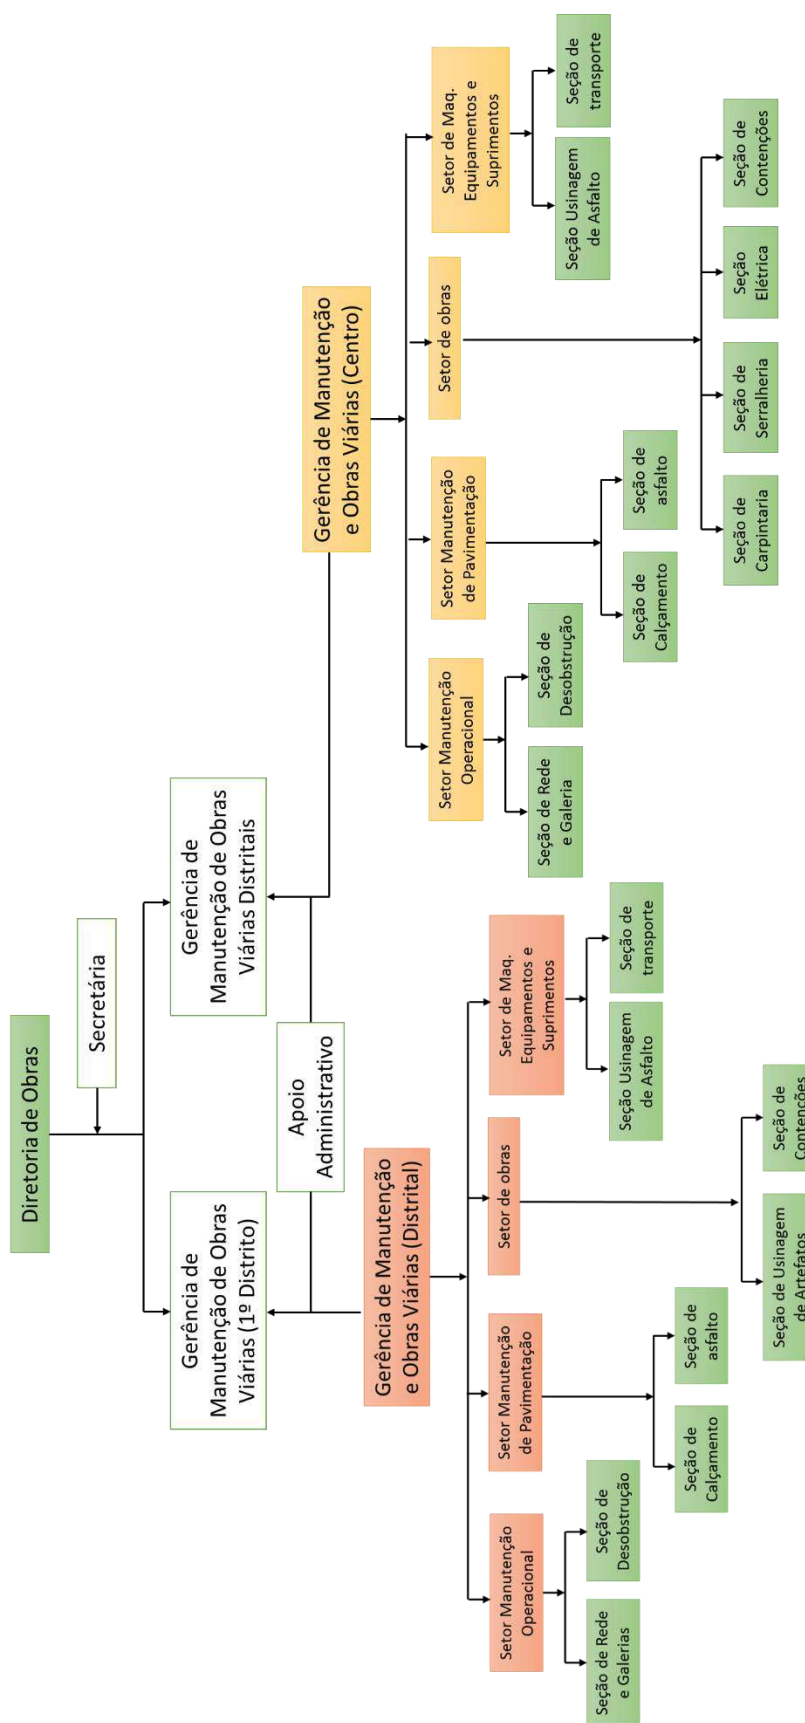 Diretoria de Obras
Secretária
Gerência de
Manutenção de Obras
Viárias (1º Distrito)
Gerência de
Manutenção de Obras
Viárias Distritais
Apoio
Administrativo
Gerência de Manutenção
e Obras Viárias (Distrital)
Setor Manutenção
Operacional
Setor Manutenção
de Pavimentação
Setor de obras
Setor de Maq.
Equipamentos e
Suprimentos
Seção de Rede
e Galerias
Seção de
Desobstrução
Seção de
Calçamento
Seção de
asfalto
Seção de Usinagem
de Artefatos
Seção de
Contenções
Seção Usinagem
de Asfalto
Seção de
transporte
Gerência de Manutenção
e Obras Viárias (Centro)
Setor Manutenção
Operacional
Setor Manutenção
de Pavimentação
Setor de obras
Setor de Maq.
Equipamentos e
Suprimentos
Seção de Rede
e Galeria
Seção de
Desobstrução
Seção de
Calçamento
Seção de
asfalto
Seção de
Carpintaria
Seção de
Serralheria
Seção
Elétrica
Seção de
Contenções
Seção Usinagem
de Asfalto
Seção de
transporte